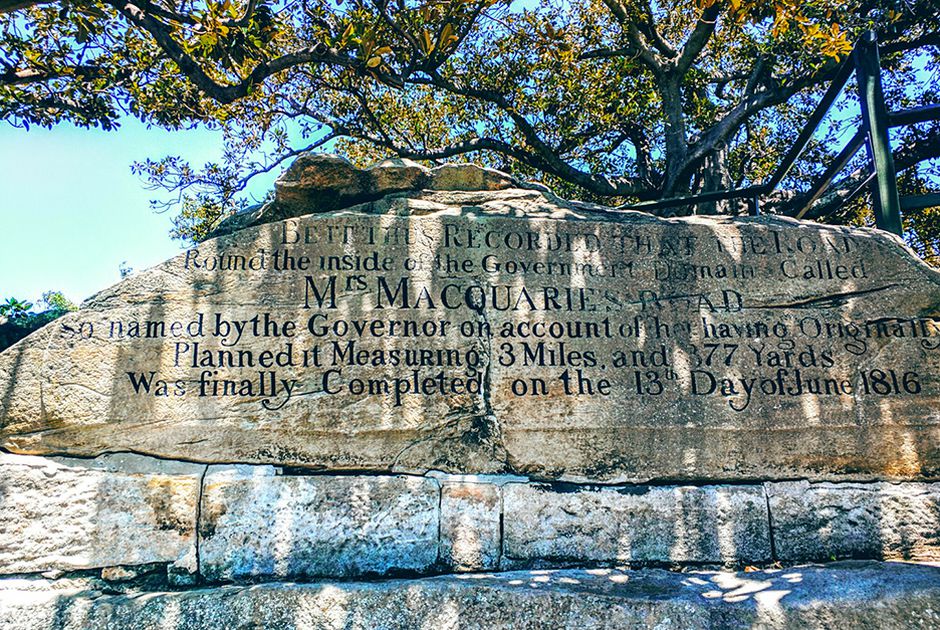 BE IT THUS RECORDED THAT THE ROAD
Round the inside of the Government Domain Is Called
Mrs MACQUARIES ROAD
So named by the Governor on account of her having Originally
Planned it Measuring 3 Miles, and 377 Yards
Was finally Completed on the 13th Day of June 1816